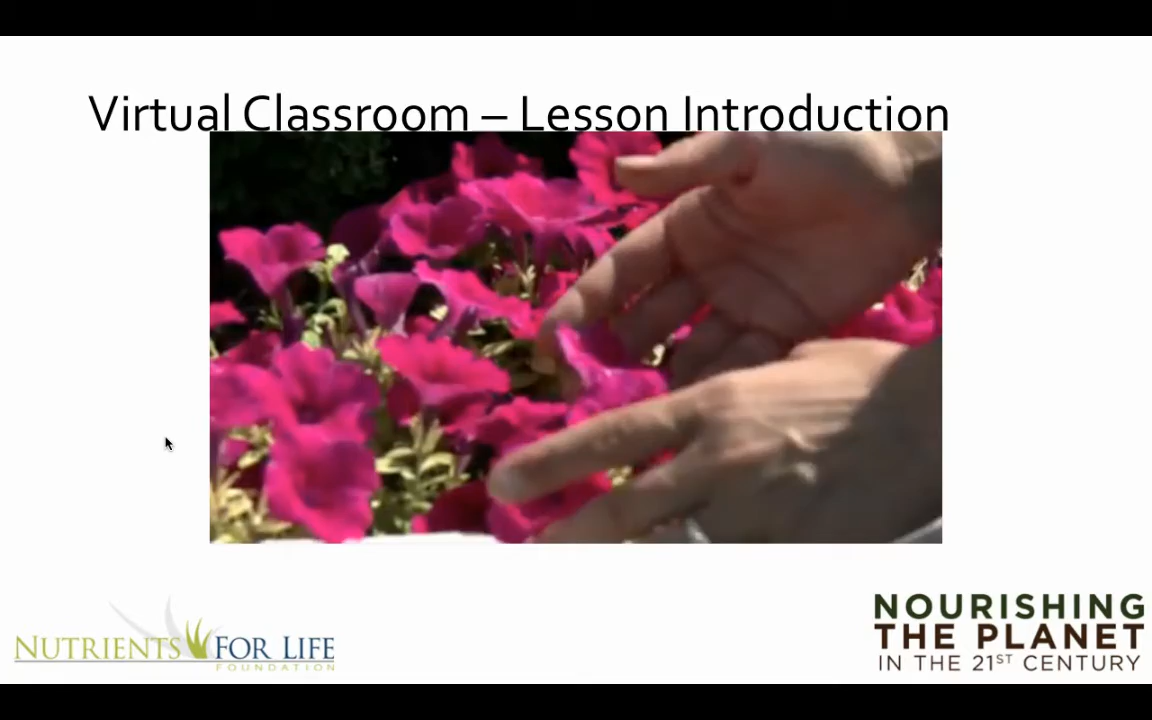 Virtual Classroom – Lesson Introduction
NUTRIENTS FOR LIFE
FOUNDATION
NOURISHING
THE PLANET
IN THE 21ST CENTURY